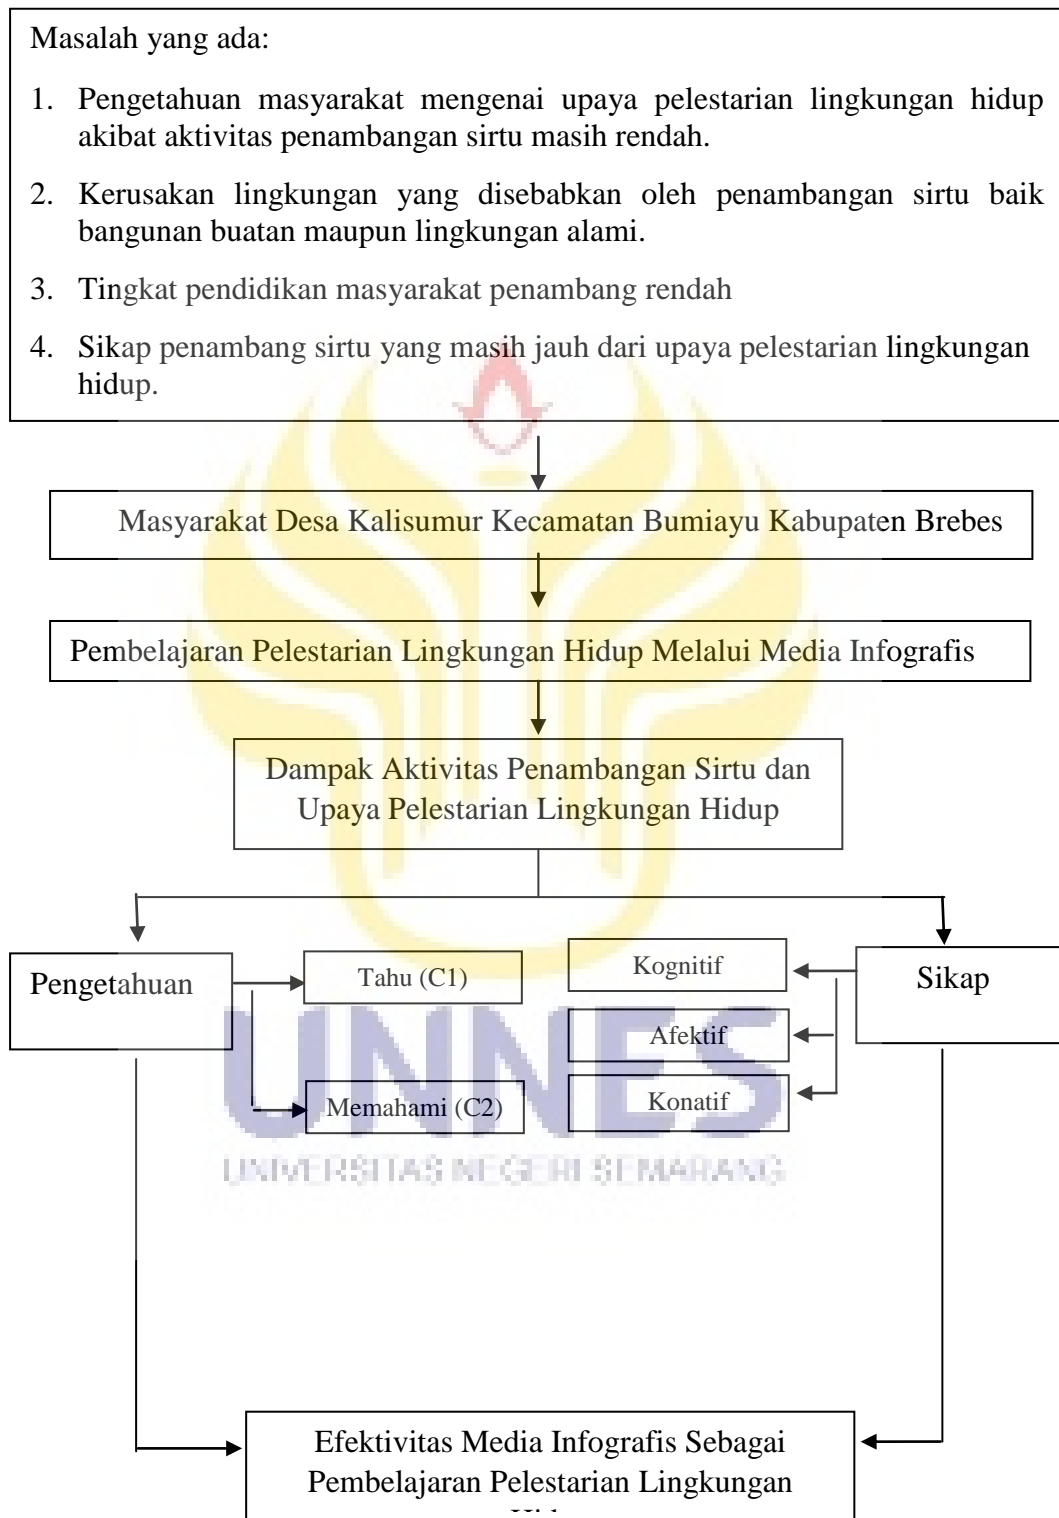 Masalah yang ada:
1. Pengetahuan masyarakat mengenai upaya pelestarian lingkungan hidup
akibat aktivitas penambangan sirtu masih rendah.
2. Kerusakan lingkungan yang disebabkan oleh penambangan sirtu baik
bangunan buatan maupun lingkungan alami.
3. Tingkat pendidikan masyarakat penambang rendah
4. Sikap penambang sirtu yang masih jauh dari upaya pelestarian lingkungan
hidup.
Masyarakat Desa Kalisumur Kecamatan Bumiayu Kabupaten Brebes
Pembelajaran Pelestarian Lingkungan Hidup Melalui Media Infografis
Dampak Aktivitas Penambangan Sirtu dan
Upaya Pelestarian Lingkungan Hidup
Pengetahuan
Tahu (C1)
Memahami (C2)
Kognitif
Afektif
Konatif
Sikap
UNNES
UNIVERSITAS NEGERI SEMARANG
Efektivitas Media Infografis Sebagai
Pembelajaran Pelestarian Lingkungan